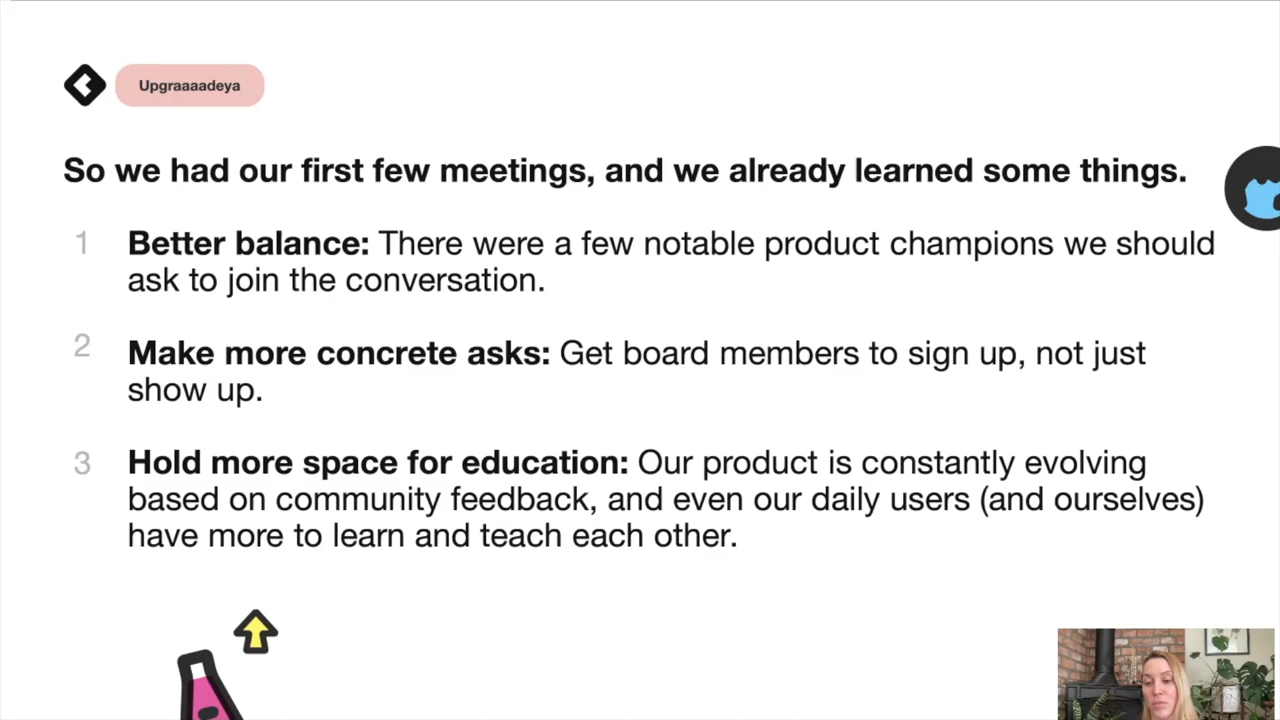 Upgraaaadeya
So we had our first few meetings, and we already learned some things.
1 Better balance: There were a few notable product champions we should
ask to join the conversation.
2 Make more concrete asks: Get board members to sign up, not just
show up.
3 Hold more space for education: Our product is constantly evolving
based on community feedback, and even our daily users (and ourselves)
have more to learn and teach each other.